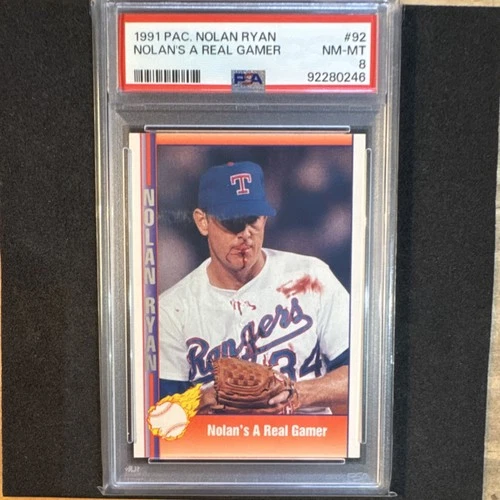 1991 PAC. NOLAN RYAN #92
NOLAN'S A REAL GAMER NM-MT
8
PSA 92280246
T
NOLAN RYAN
Rangers
34
Nolan's A Real Gamer